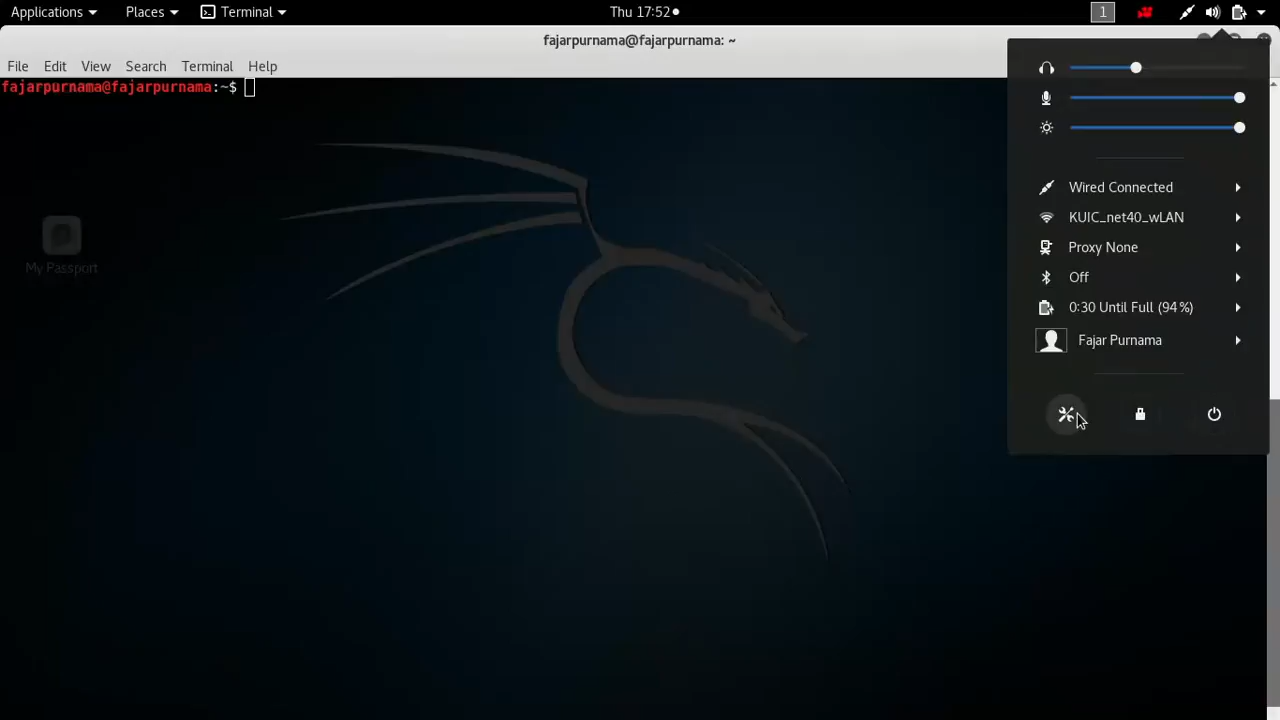 Applications Places Terminal Thu 17:52 1
fajarpurnama@fajarpurnama: ~
File Edit View Search Terminal Help
fajarpurnama@fajarpurnama:~$
My Passport
Wired Connected
KUIC_net40_wLAN
Proxy None
Off
0:30 Until Full (94 %)
Fajar Purnama